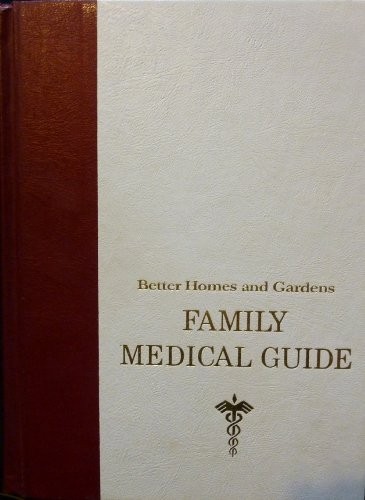 Better Homes and Gardens
FAMILY
MEDICAL GUIDE